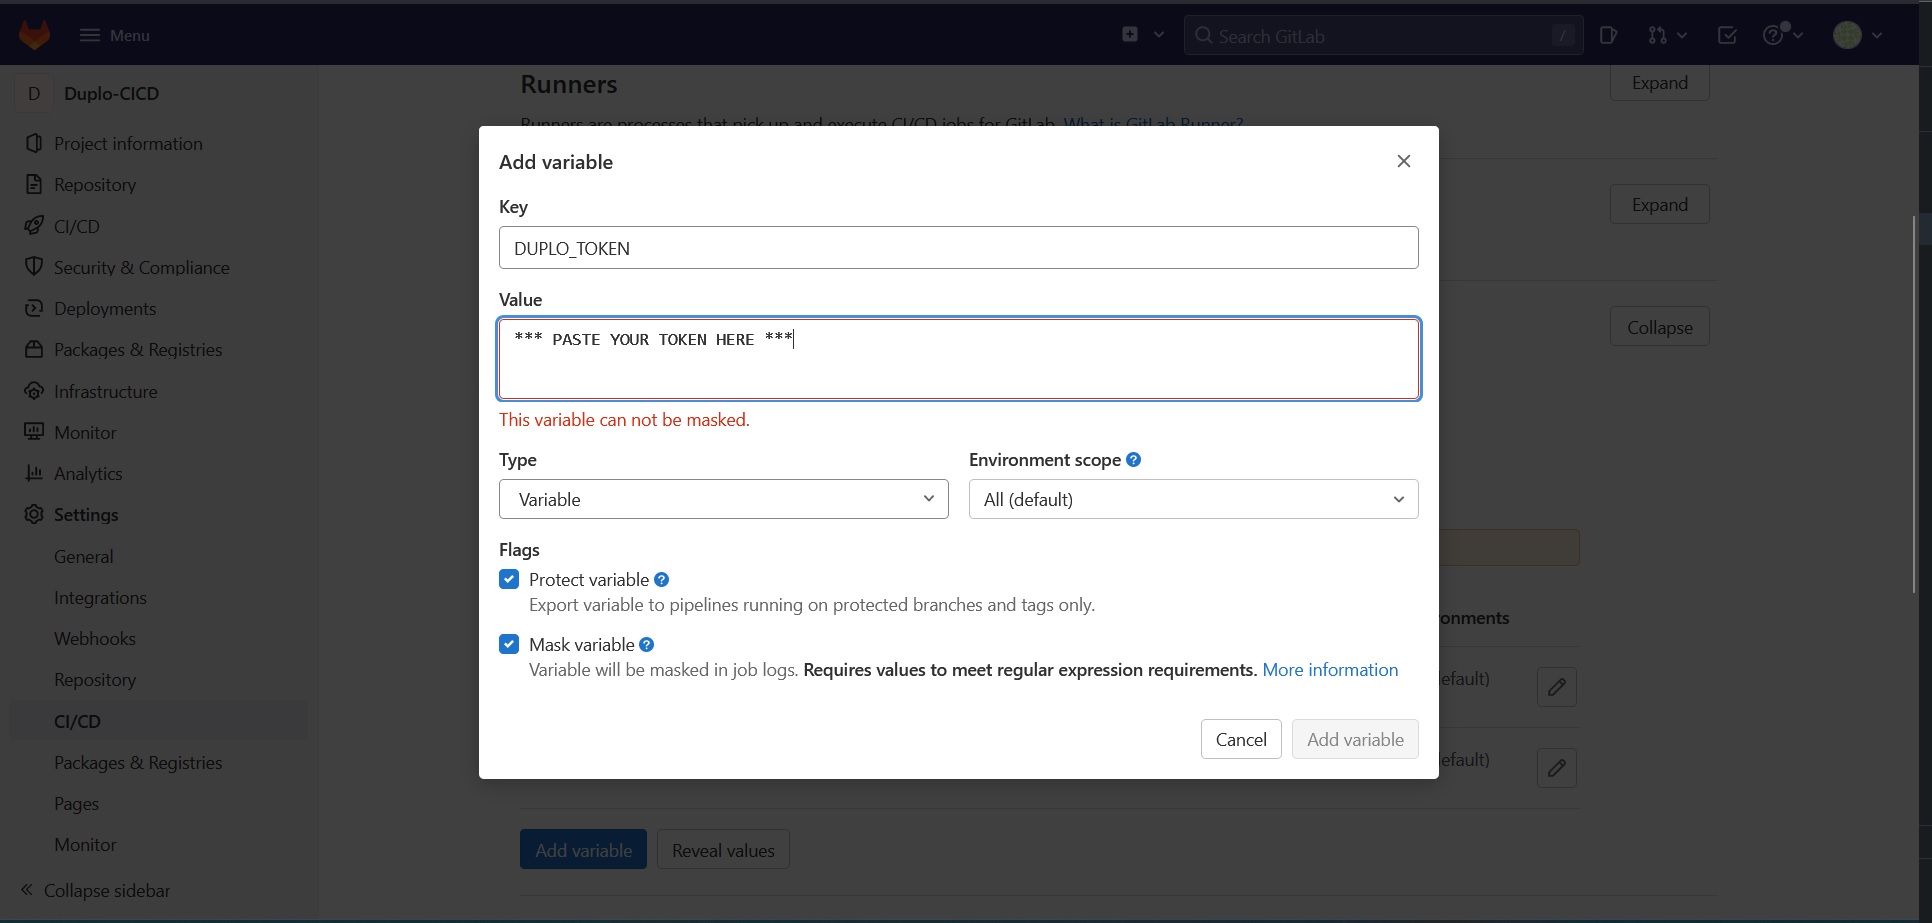 Menu
Search GitLab
/
D
Duplo-CICD
Project information
Repository
CI/CD
Security & Compliance
Deployments
Packages & Registries
Infrastructure
Monitor
Analytics
Settings
General
Integrations
Webhooks
Repository
CI/CD
Packages & Registries
Pages
Monitor
Collapse sidebar
Runners
Expand
Runners are processes that pick up and execute CI/CD jobs for GitLab. What is GitLab Runner?
Expand
Collapse
Add variable
Key
DUPLO_TOKEN
Value
*** PASTE YOUR TOKEN HERE ***
This variable can not be masked.
Type
Environment scope
Variable
All (default)
Flags
Protect variable
Export variable to pipelines running on protected branches and tags only.
Mask variable
Variable will be masked in job logs. Requires values to meet regular expression requirements. More information
Cancel
Add variable
onments
efault)
efault)
Add variable
Reveal values